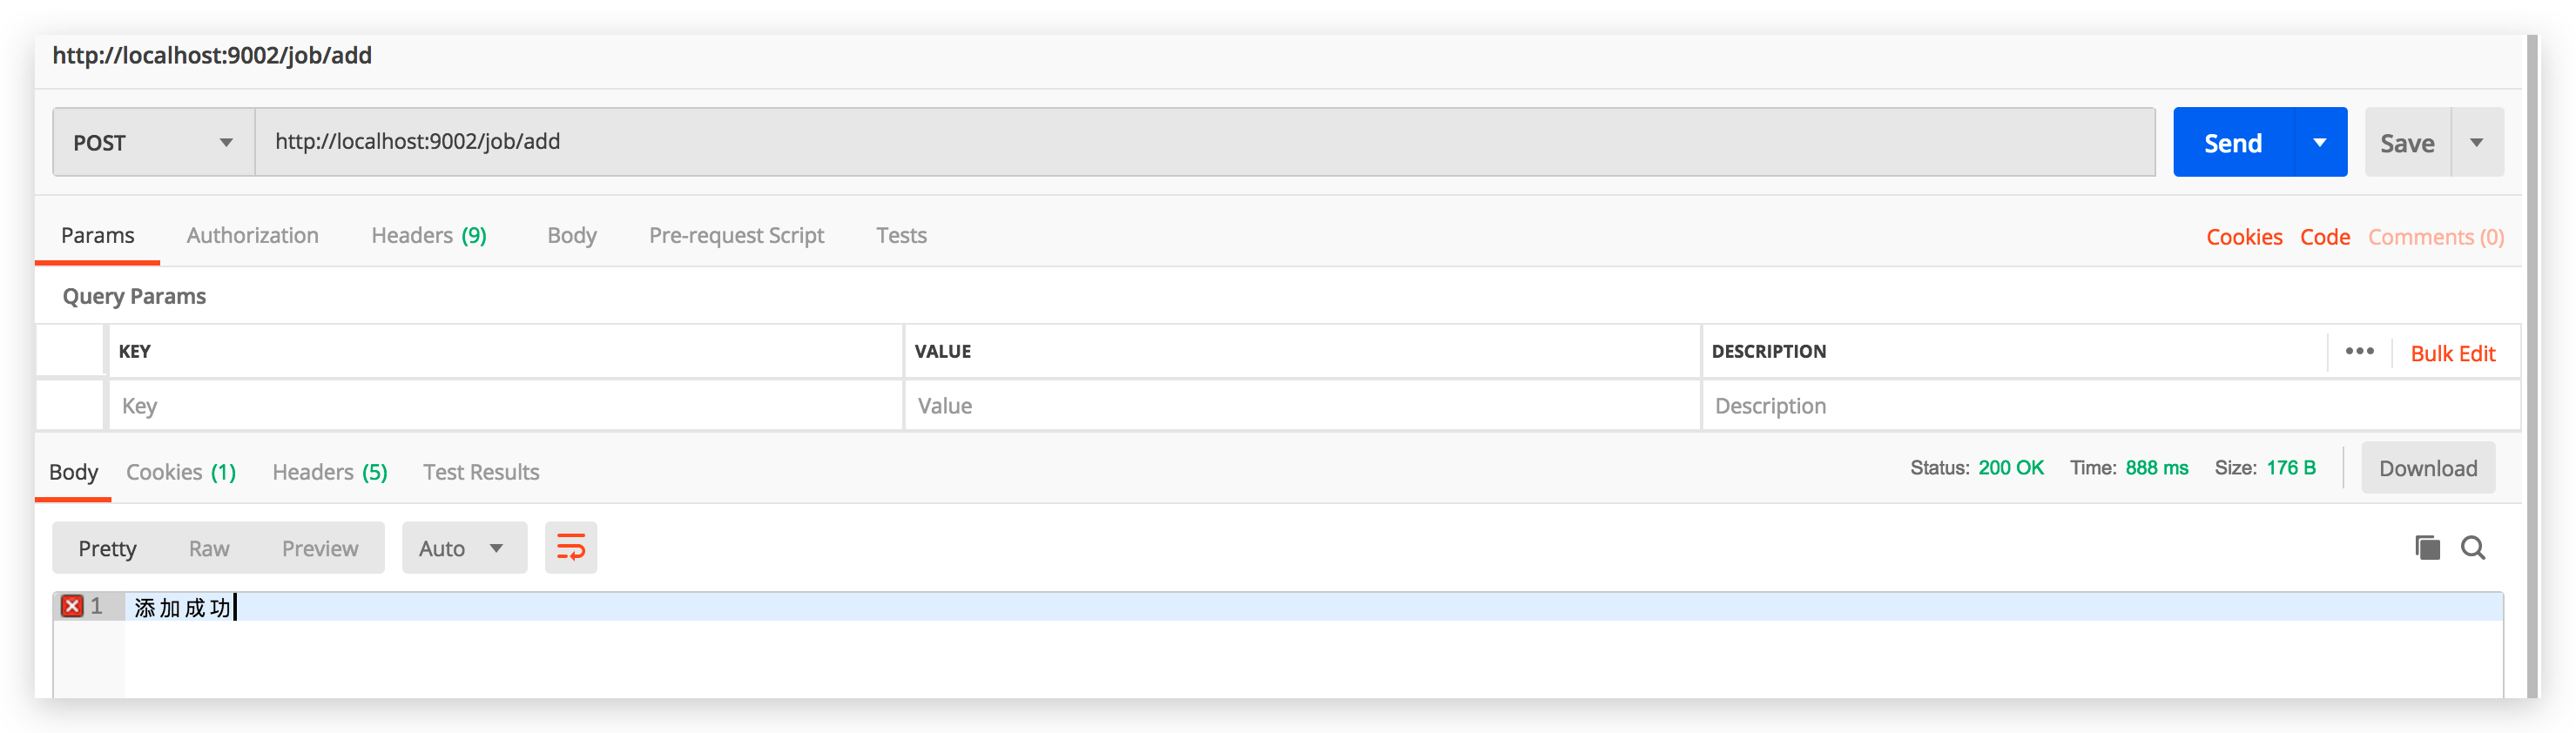 http://localhost:9002/job/add
POST http://localhost:9002/job/add Send Save
Params Authorization Headers (9) Body Pre-request Script Tests Cookies Code Comments (0)
Query Params
KEY VALUE DESCRIPTION ••• Bulk Edit
Key Value Description
Body Cookies (1) Headers (5) Test Results Status: 200 OK Time: 888 ms Size: 176 B Download
Pretty Raw Preview Auto
1 添加成功